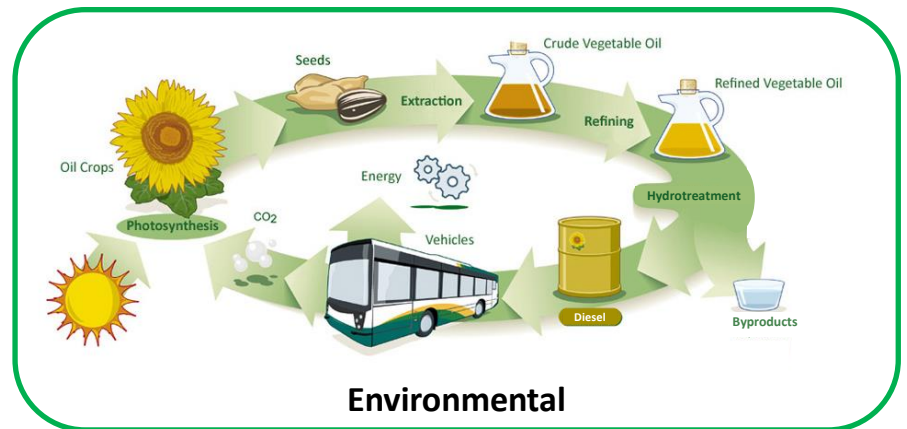 Crude Vegetable Oil
Seeds
Refined Vegetable Oil
Extraction
Refining
Oil Crops
Energy
Hydrotreatment
Photosynthesis
CO2
Vehicles
Diesel
Byproducts
Environmental